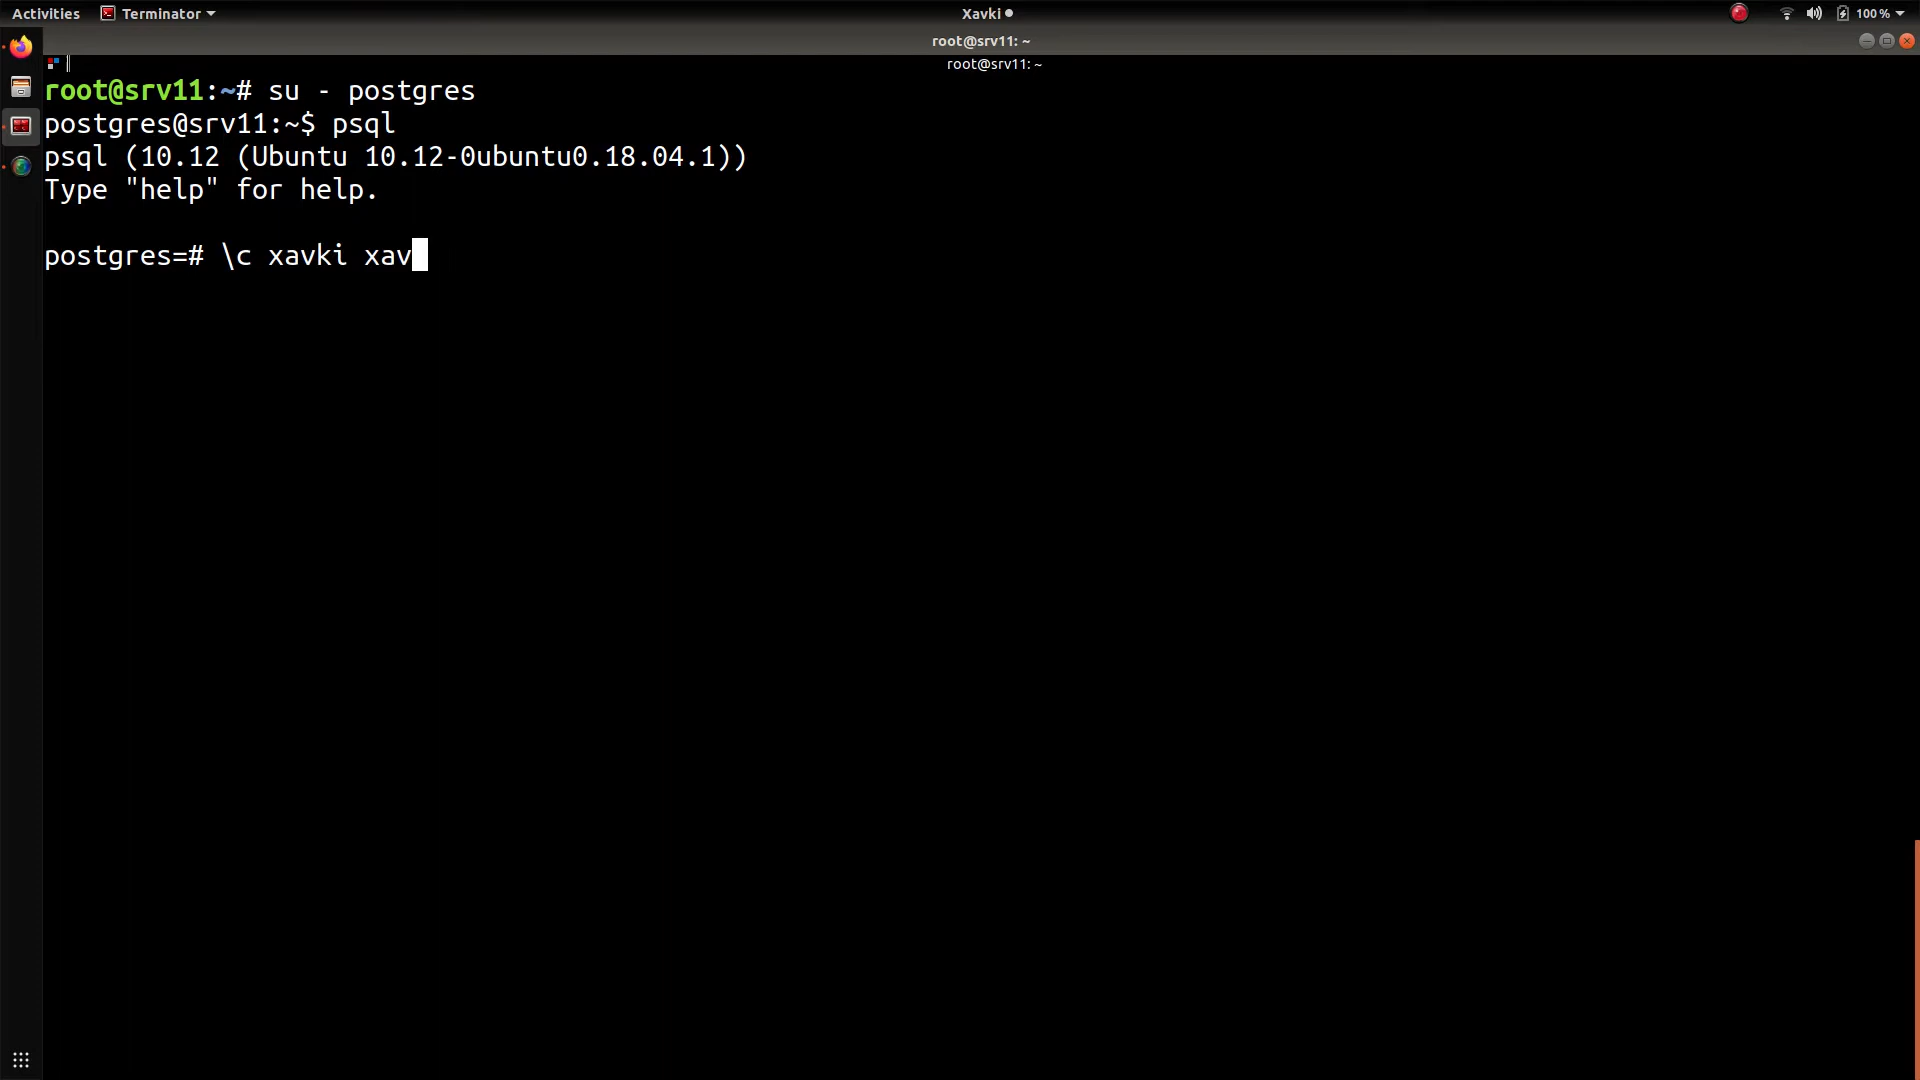 Activities Terminator Xavki 100 %
root@srv11: ~
root@srv11: ~
root@srv11:~# su - postgres
postgres@srv11:~$ psql
psql (10.12 (Ubuntu 10.12-0ubuntu0.18.04.1))
Type "help" for help.
postgres=# \c xavki xav